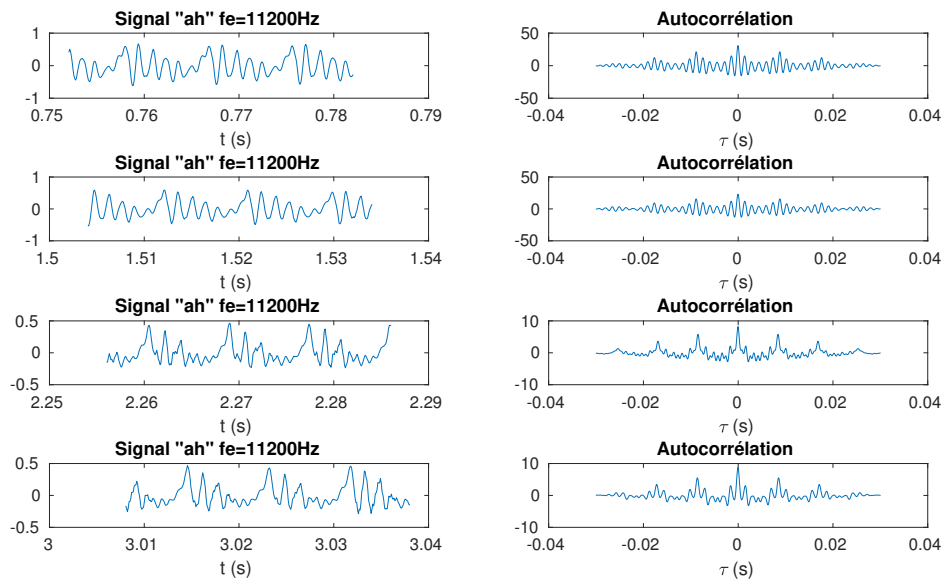 Signal "ah" fe=11200Hz
1
0
-1
0.75 0.76 0.77 0.78 0.79
t (s)
Autocorrélation
50
0
-50
-0.04 -0.02 0 0.02 0.04
τ (s)
Signal "ah" fe=11200Hz
1
0
-1
1.5 1.51 1.52 1.53 1.54
t (s)
Autocorrélation
50
0
-50
-0.04 -0.02 0 0.02 0.04
τ (s)
Signal "ah" fe=11200Hz
0.5
0
-0.5
2.25 2.26 2.27 2.28 2.29
t (s)
Autocorrélation
10
0
-10
-0.04 -0.02 0 0.02 0.04
τ (s)
Signal "ah" fe=11200Hz
0.5
0
-0.5
3 3.01 3.02 3.03 3.04
t (s)
Autocorrélation
10
0
-10
-0.04 -0.02 0 0.02 0.04
τ (s)